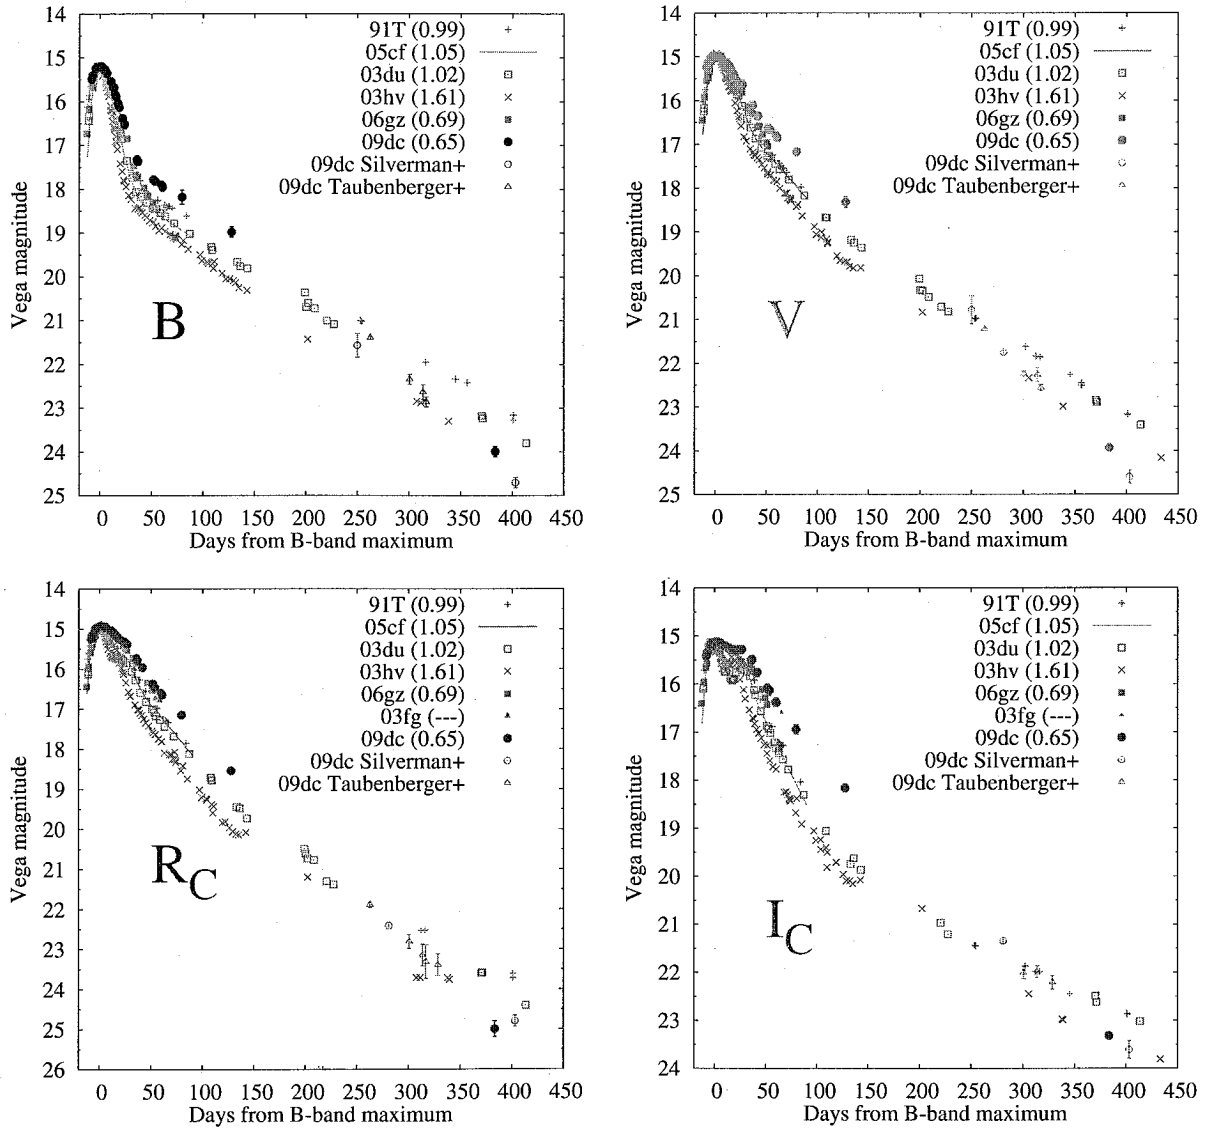 14
15
16
17
18
19
20
21
22
23
24
25
Vega magnitude
91T (0.99)
05cf (1.05)
03du (1.02)
03hv (1.61)
06gz (0.69)
09dc (0.65)
09dc Silverman+
09dc Taubenberger+
B
0 50 100 150 200 250 300 350 400 450
Days from B-band maximum
14
15
16
17
18
19
20
21
22
23
24
25
Vega magnitude
91T (0.99)
05cf (1.05)
03du (1.02)
03hv (1.61)
06gz (0.69)
09dc (0.65)
09dc Silverman+
09dc Taubenberger+
V
0 50 100 150 200 250 300 350 400 450
Days from B-band maximum
14
15
16
17
18
19
20
21
22
23
24
25
26
Vega magnitude
91T (0.99)
05cf (1.05)
03du (1.02)
03hv (1.61)
06gz (0.69)
03fg (---)
09dc (0.65)
09dc Silverman+
09dc Taubenberger+
RC
0 50 100 150 200 250 300 350 400 450
Days from B-band maximum
14
15
16
17
18
19
20
21
22
23
24
Vega magnitude
91T (0.99)
05cf (1.05)
03du (1.02)
03hv (1.61)
06gz (0.69)
03fg (---)
09dc (0.65)
09dc Silverman+
09dc Taubenberger+
IC
0 50 100 150 200 250 300 350 400 450
Days from B-band maximum